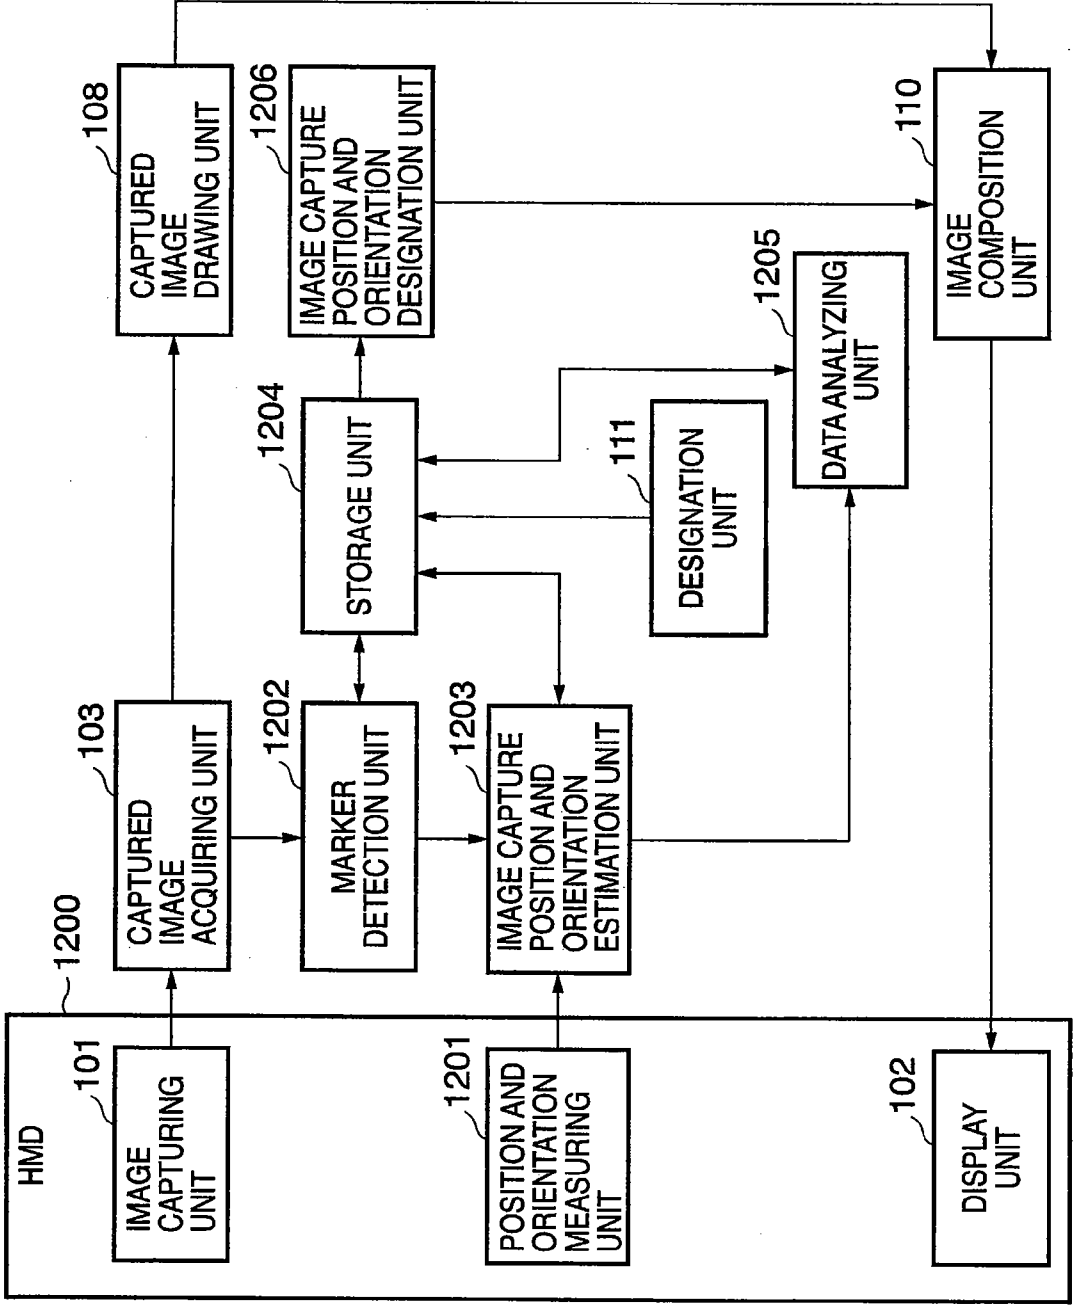 HMD
1200
101
IMAGE
CAPTURING
UNIT
103
CAPTURED
IMAGE
ACQUIRING UNIT
108
CAPTURED
IMAGE
DRAWING UNIT
1202
MARKER
DETECTION UNIT
1204
STORAGE UNIT
1206
IMAGE CAPTURE
POSITION AND
ORIENTATION
DESIGNATION UNIT
1201
POSITION AND
ORIENTATION
MEASURING
UNIT
1203
IMAGE CAPTURE
POSITION AND
ORIENTATION
ESTIMATION UNIT
111
DESIGNATION
UNIT
1205
DATA ANALYZING
UNIT
102
DISPLAY
UNIT
110
IMAGE
COMPOSITION
UNIT